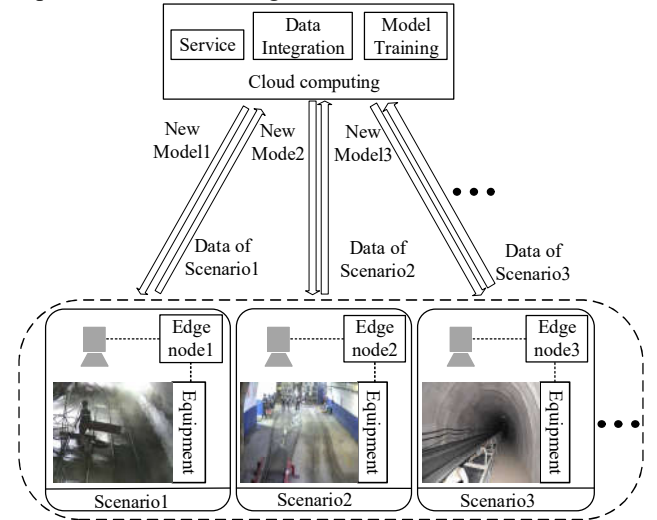 Service
Data
Integration
Model
Training
Cloud computing
New
Model1
New
Mode2
New
Model3
Data of
Scenario1
Data of
Scenario2
Data of
Scenario3
Edge
node1
Equipment
Scenario1
Edge
node2
Equipment
Scenario2
Edge
node3
Equipment
Scenario3